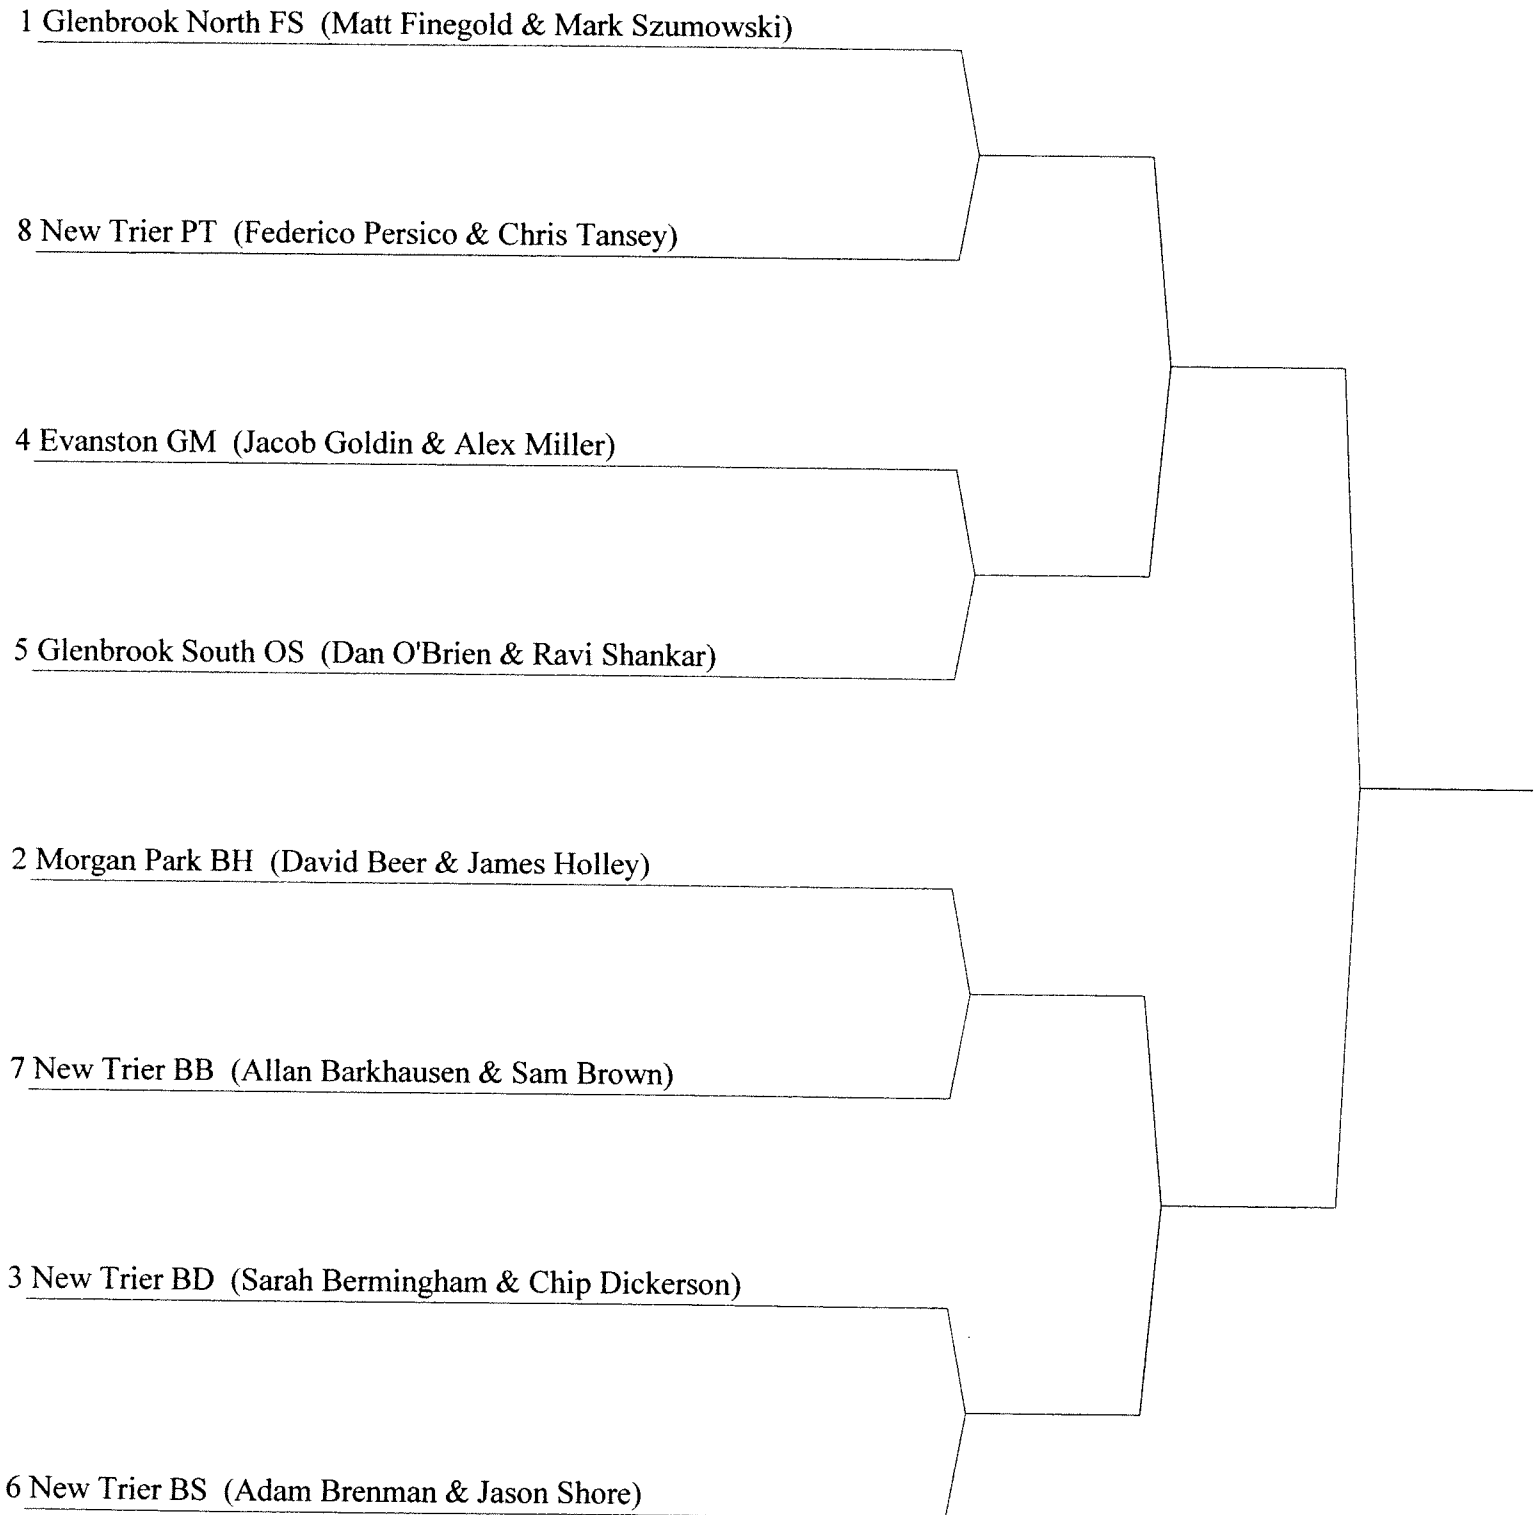 1 Glenbrook North FS (Matt Finegold & Mark Szumowski)
8 New Trier PT (Federico Persico & Chris Tansey)
4 Evanston GM (Jacob Goldin & Alex Miller)
5 Glenbrook South OS (Dan O'Brien & Ravi Shankar)
2 Morgan Park BH (David Beer & James Holley)
7 New Trier BB (Allan Barkhausen & Sam Brown)
3 New Trier BD (Sarah Bermingham & Chip Dickerson)
6 New Trier BS (Adam Brenman & Jason Shore)